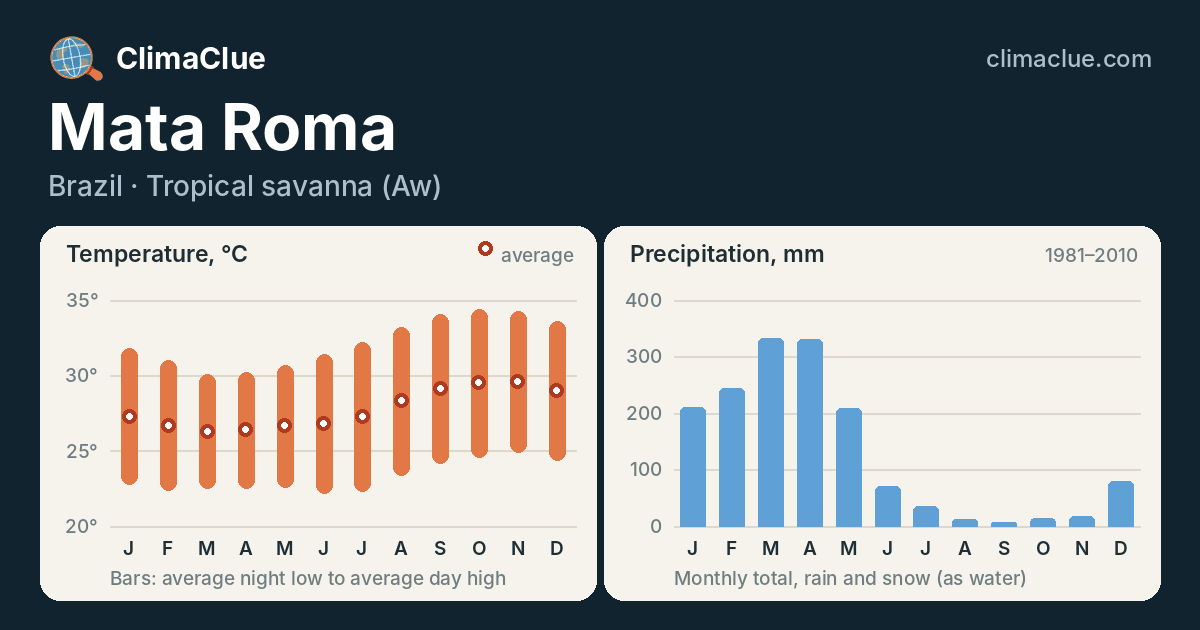 ClimaClue
climaclue.com
Mata Roma
Brazil · Tropical savanna (Aw)
Temperature, °C
average
35°
30°
25°
20°
J F M A M J J A S O N D
Bars: average night low to average day high
Precipitation, mm
1981–2010
400
300
200
100
0
J F M A M J J A S O N D
Monthly total, rain and snow (as water)